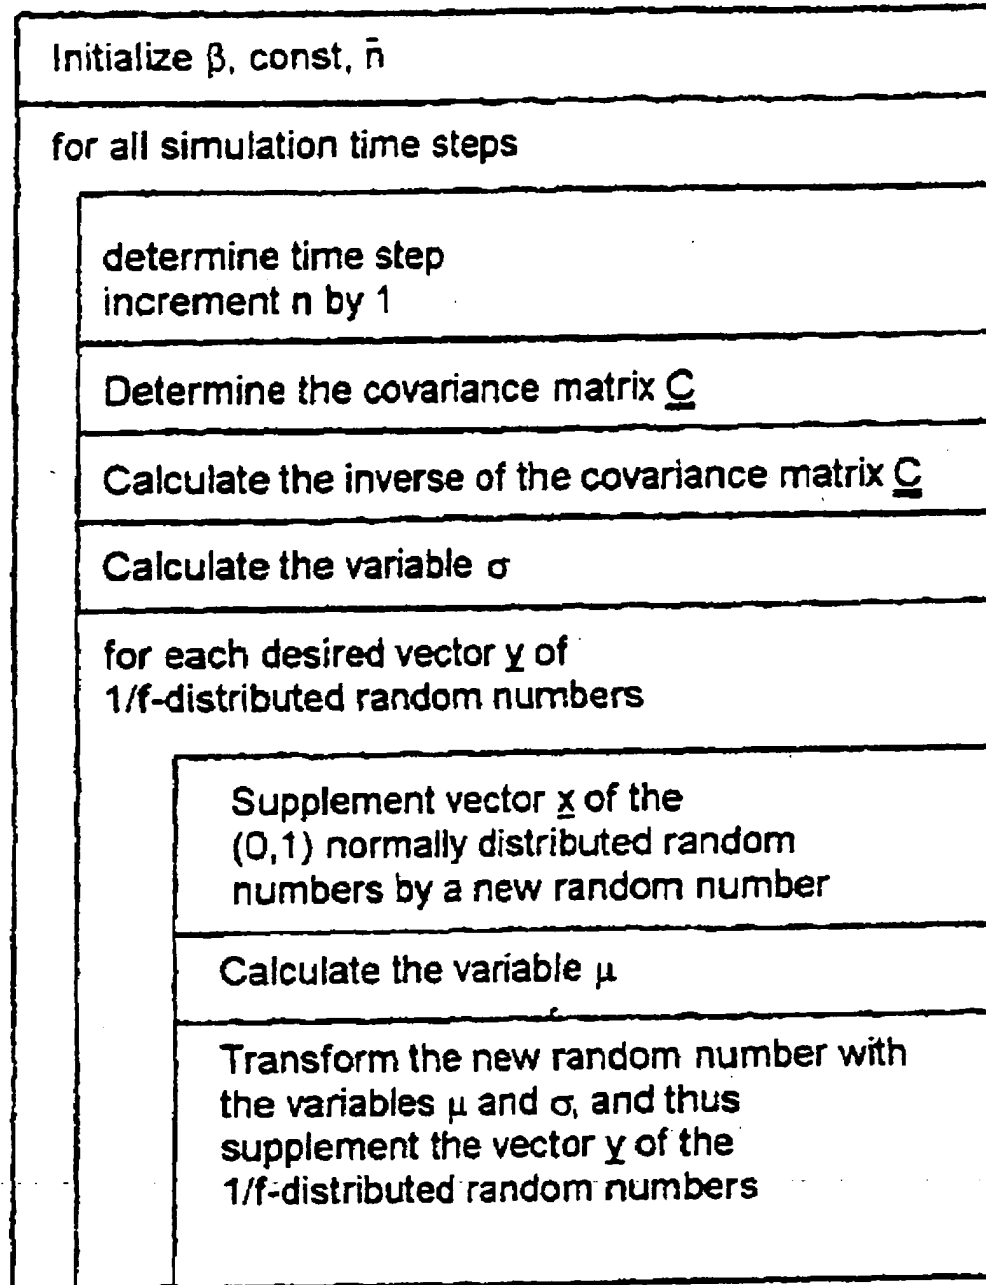 Initialize β, const, n̄
for all simulation time steps
determine time step
increment n by 1
Determine the covariance matrix C
Calculate the inverse of the covariance matrix C
Calculate the variable σ
for each desired vector y of
1/f-distributed random numbers
Supplement vector x of the
(0,1) normally distributed random
numbers by a new random number
Calculate the variable μ
Transform the new random number with
the variables μ and σ, and thus
supplement the vector y of the
1/f-distributed random numbers